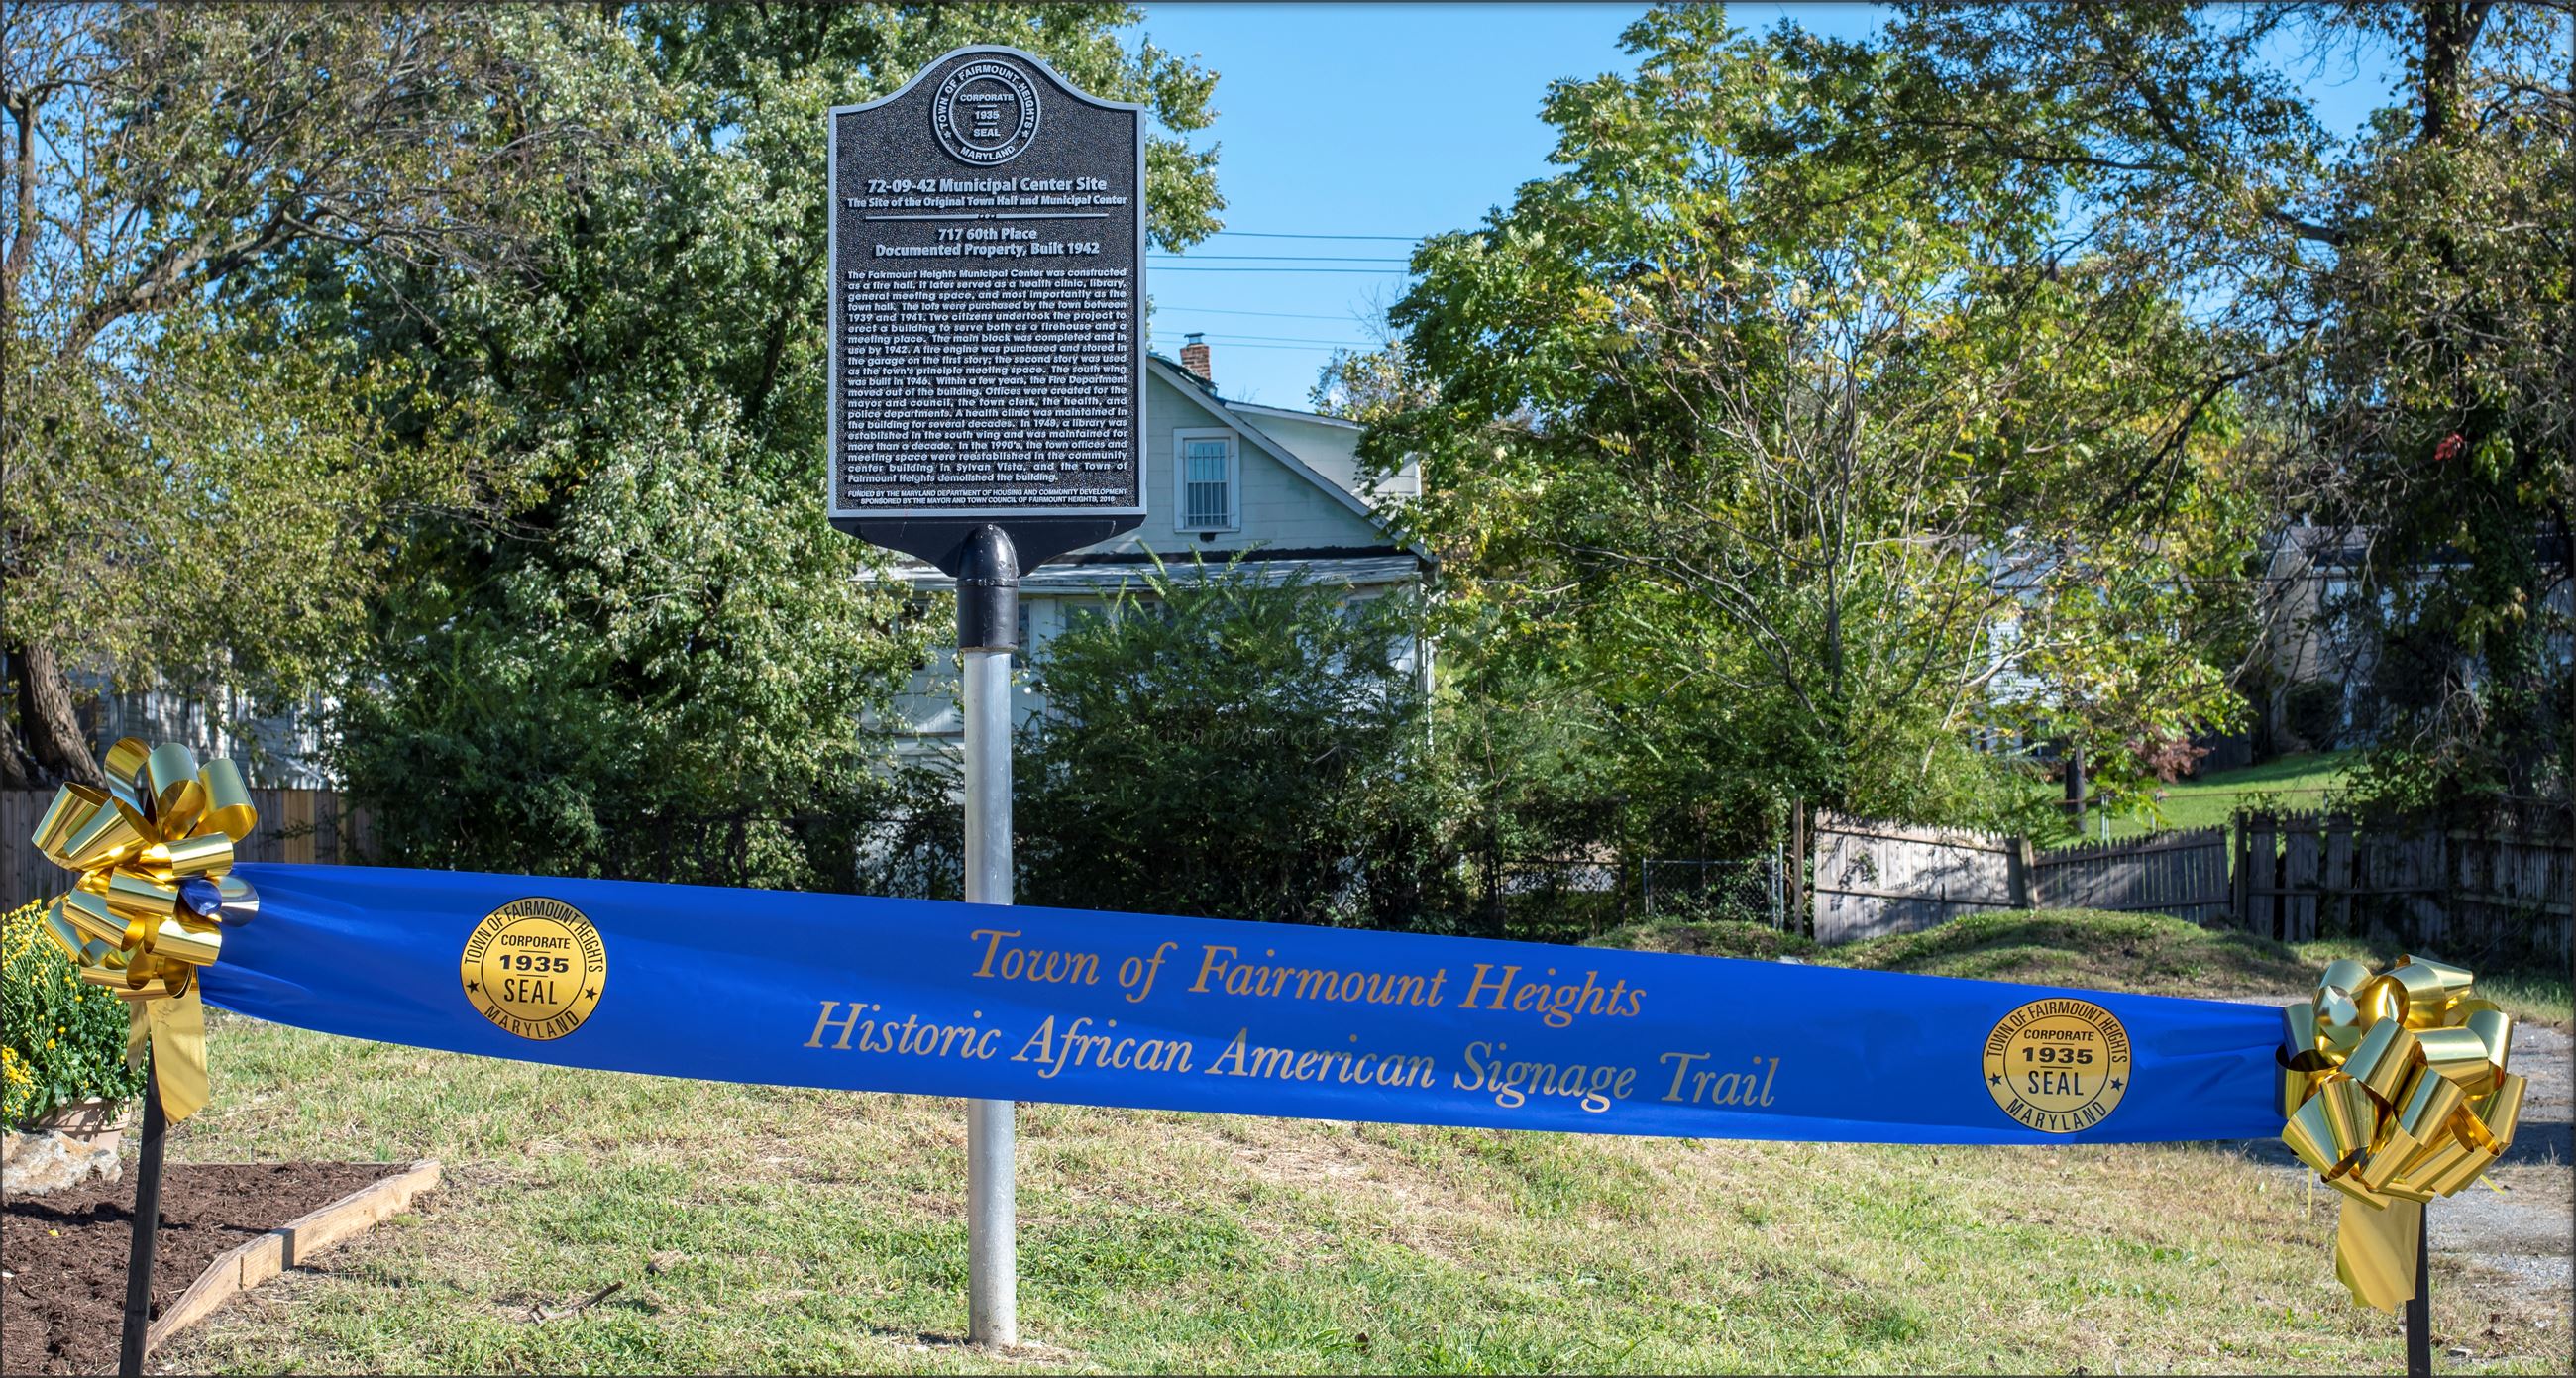 TOWN OF FAIRMOUNT HEIGHTS
CORPORATE
1935
SEAL
MARYLAND
72-09-42 Municipal Center Site
The Site of the Original Town Hall and Municipal Center
717 60th Place
Documented Property, Built 1942
The Fairmount Heights Municipal Center was constructed
as a fire hall. It later served as a health clinic, library,
general meeting space, and most importantly as the
town hall. The lots were purchased by the town between
1939 and 1941. Two citizens undertook the project to
erect a building to serve both as a firehouse and a
meeting place. The main block was completed and in
use by 1942. A fire engine was purchased and stored in
the garage on the first story; the second story was used
as the town's principle meeting space. The south wing
was built in 1946. Within a few years, the Fire Department
moved out of the building. Offices were created for the
mayor and council, the town clerk, the health, and
police departments. A health clinic was maintained in
the building for several decades. In 1948, a library was
established in the south wing and was maintained for
more than a decade. In the 1990's, the town offices and
meeting space were reestablished in the community
center building in Sylvan Vista, and the Town of
Fairmount Heights demolished the building.
FUNDED BY THE MARYLAND DEPARTMENT OF HOUSING AND COMMUNITY DEVELOPMENT
SPONSORED BY THE MAYOR AND TOWN COUNCIL OF FAIRMOUNT HEIGHTS, 2018
TOWN OF FAIRMOUNT HEIGHTS
CORPORATE
1935
SEAL
MARYLAND
Town of Fairmount Heights
Historic African American Signage Trail
TOWN OF FAIRMOUNT HEIGHTS
CORPORATE
1935
SEAL
MARYLAND